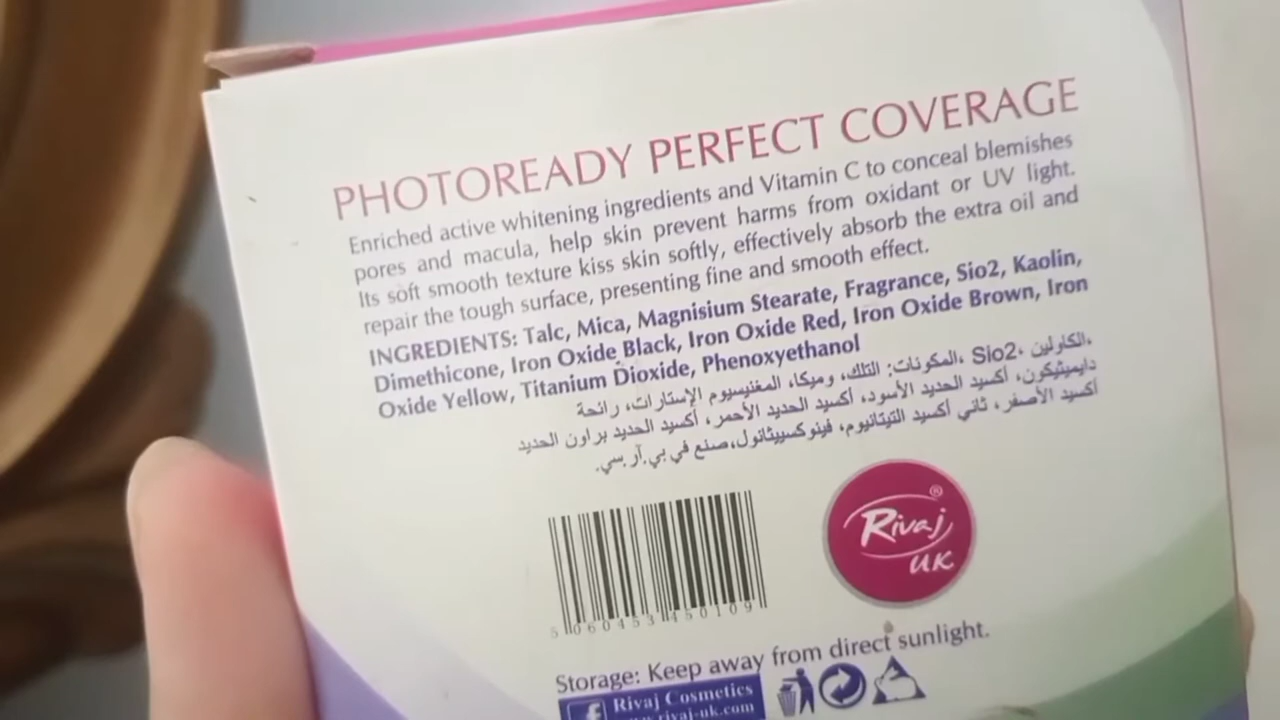 PHOTOREADY PERFECT COVERAGE
Enriched active whitening ingredients and Vitamin C to conceal blemishes
pores and macula, help skin prevent harms from oxidant or UV light.
Its soft smooth texture kiss skin softly, effectively absorb the extra oil and
repair the tough surface, presenting fine and smooth effect.
INGREDIENTS: Talc, Mica, Magnisium Stearate, Fragrance, Sio2, Kaolin,
Dimethicone, Iron Oxide Black, Iron Oxide Red, Iron Oxide Brown, Iron
Oxide Yellow, Titanium Dioxide, Phenoxyethanol
المكونات: التلك، وميكا، المغنيسيوم الإستارات، رائحة، Sio2، الكاولين،
دايميثيكون، أكسيد الحديد الأسود، أكسيد الحديد الأحمر، أكسيد الحديد براون الحديد
أكسيد الأصفر، ثاني أكسيد التيتانيوم، فينوكسييثانول،صنع في بي.آر.سي.
Rivaj
UK
®
5 060453 450109
Storage: Keep away from direct sunlight.
f Rivaj Cosmetics
www.rivaj-uk.com